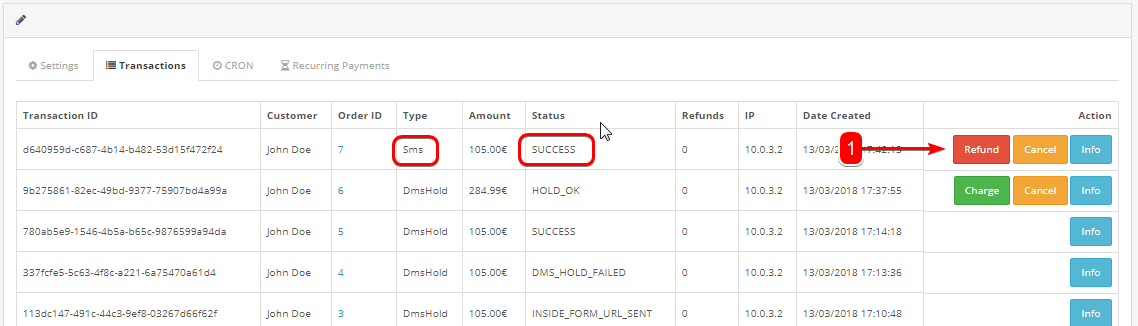 Settings Transactions CRON Recurring Payments
Transaction ID Customer Order ID Type Amount Status Refunds IP Date Created Action
d640959d-c687-4b14-b482-53d15f472f24 John Doe 7 Sms 105.00€ SUCCESS 0 10.0.3.2 13/03/2018 17:42:13 1 Refund Cancel Info
9b275861-82ec-49bd-9377-75907bd4a99a John Doe 6 DmsHold 284.99€ HOLD_OK 0 10.0.3.2 13/03/2018 17:37:55 Charge Cancel Info
780ab5e9-1546-4b5a-b65c-9876599a94da John Doe 5 DmsHold 105.00€ SUCCESS 0 10.0.3.2 13/03/2018 17:14:18 Info
337fcfe5-5c63-4f8c-a221-6a75470a61d4 John Doe 4 DmsHold 105.00€ DMS_HOLD_FAILED 0 10.0.3.2 13/03/2018 17:13:36 Info
113dc147-491c-44c3-9ef8-03267d66f62f John Doe 3 DmsHold 105.00€ INSIDE_FORM_URL_SENT 0 10.0.3.2 13/03/2018 17:10:48 Info